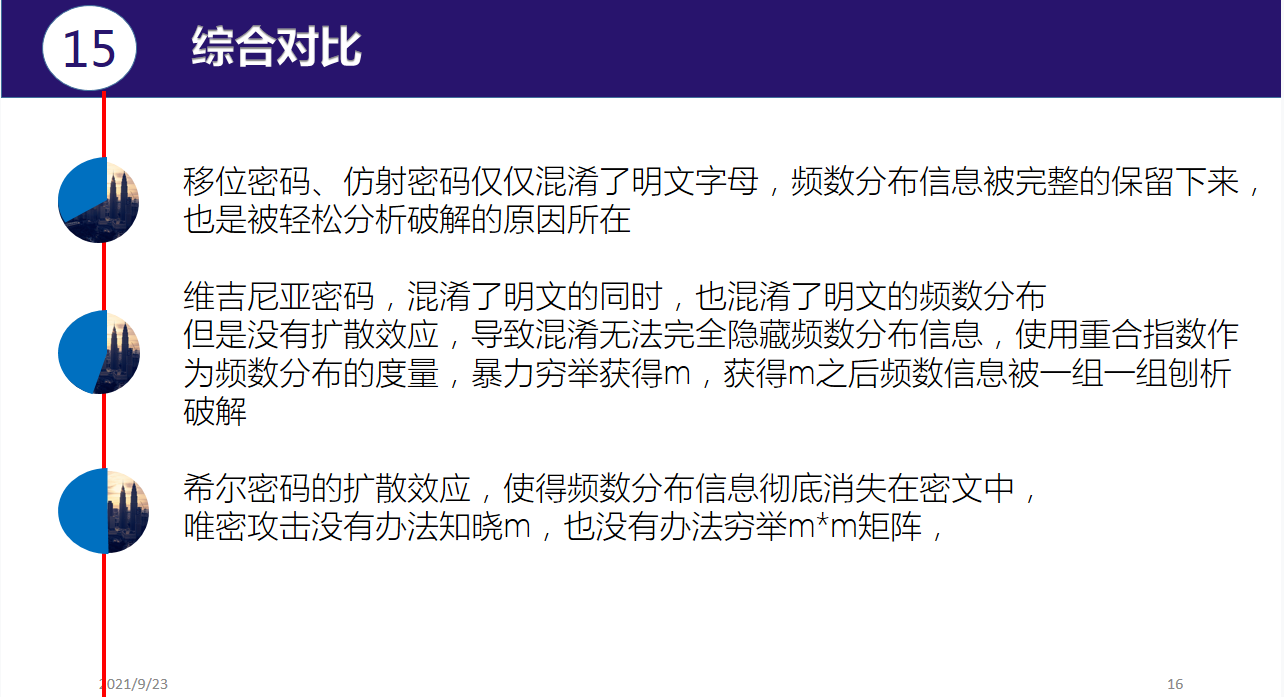 15
综合对比
移位密码、仿射密码仅仅混淆了明文字母，频数分布信息被完整的保留下来，
也是被轻松分析破解的原因所在
维吉尼亚密码，混淆了明文的同时，也混淆了明文的频数分布
但是没有扩散效应，导致混淆无法完全隐藏频数分布信息，使用重合指数作
为频数分布的度量，暴力穷举获得m，获得m之后频数信息被一组一组刨析
破解
希尔密码的扩散效应，使得频数分布信息彻底消失在密文中，
唯密攻击没有办法知晓m，也没有办法穷举m*m矩阵，
2021/9/23
16